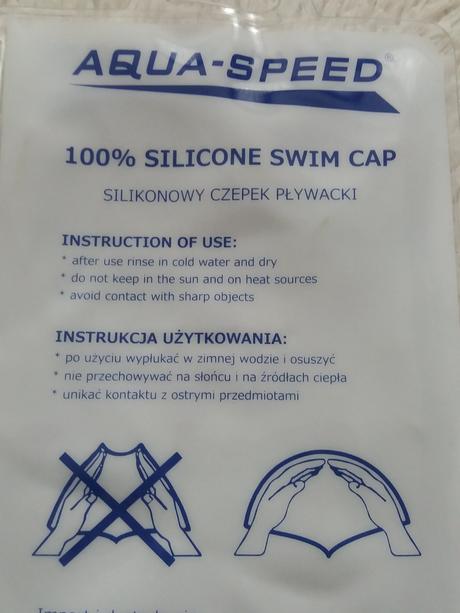 AQUA-SPEED®
100% SILICONE SWIM CAP
SILIKONOWY CZEPEK PŁYWACKI
INSTRUCTION OF USE:
* after use rinse in cold water and dry
* do not keep in the sun and on heat sources
* avoid contact with sharp objects
INSTRUKCJA UŻYTKOWANIA:
* po użyciu wypłukać w zimnej wodzie i osuszyć
* nie przechowywać na słońcu i na źródłach ciepła
* unikać kontaktu z ostrymi przedmiotami